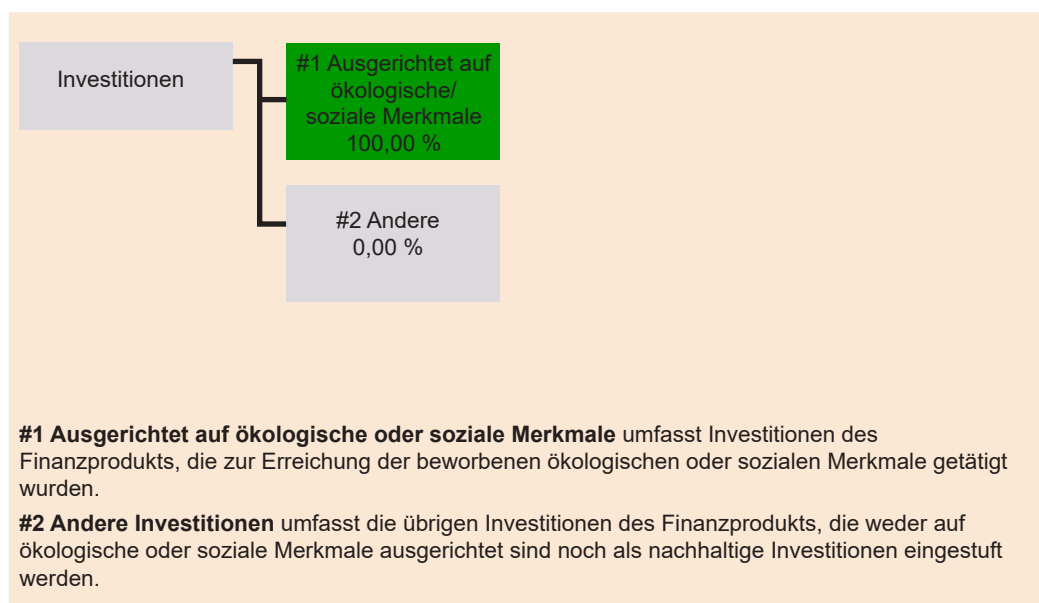 Investitionen
#1 Ausgerichtet auf
ökologische/
soziale Merkmale
100,00 %
#2 Andere
0,00 %
#1 Ausgerichtet auf ökologische oder soziale Merkmale umfasst Investitionen des
Finanzprodukts, die zur Erreichung der beworbenen ökologischen oder sozialen Merkmale getätigt
wurden.
#2 Andere Investitionen umfasst die übrigen Investitionen des Finanzprodukts, die weder auf
ökologische oder soziale Merkmale ausgerichtet sind noch als nachhaltige Investitionen eingestuft
werden.